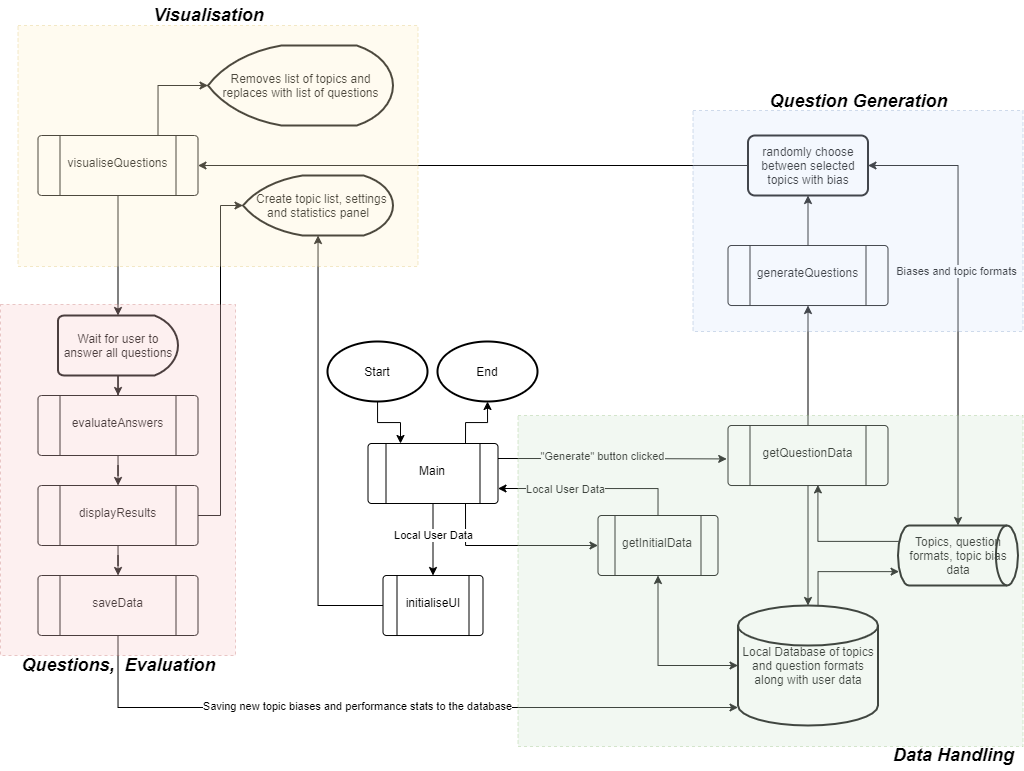 Visualisation
Removes list of topics and
replaces with list of questions
visualiseQuestions
Create topic list, settings
and statistics panel
Question Generation
randomly choose
between selected
topics with bias
generateQuestions
Biases and topic formats
Wait for user to
answer all questions
evaluateAnswers
displayResults
saveData
Questions, Evaluation
Start
End
Main
"Generate" button clicked
Local User Data
Local User Data
initialiseUI
getQuestionData
getInitialData
Topics, question
formats, topic bias
data
Local Database of topics
and question formats
along with user data
Saving new topic biases and performance stats to the database
Data Handling